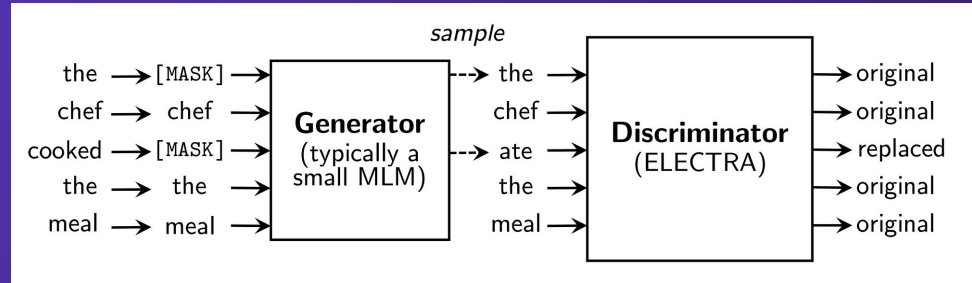 sample
the [MASK] the original
chef chef chef original
cooked [MASK] ate replaced
the the the original
meal meal meal original
Generator
(typically a
small MLM)
Discriminator
(ELECTRA)